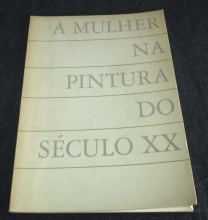 A MULHER
NA
PINTURA
DO
SÉCULO XX